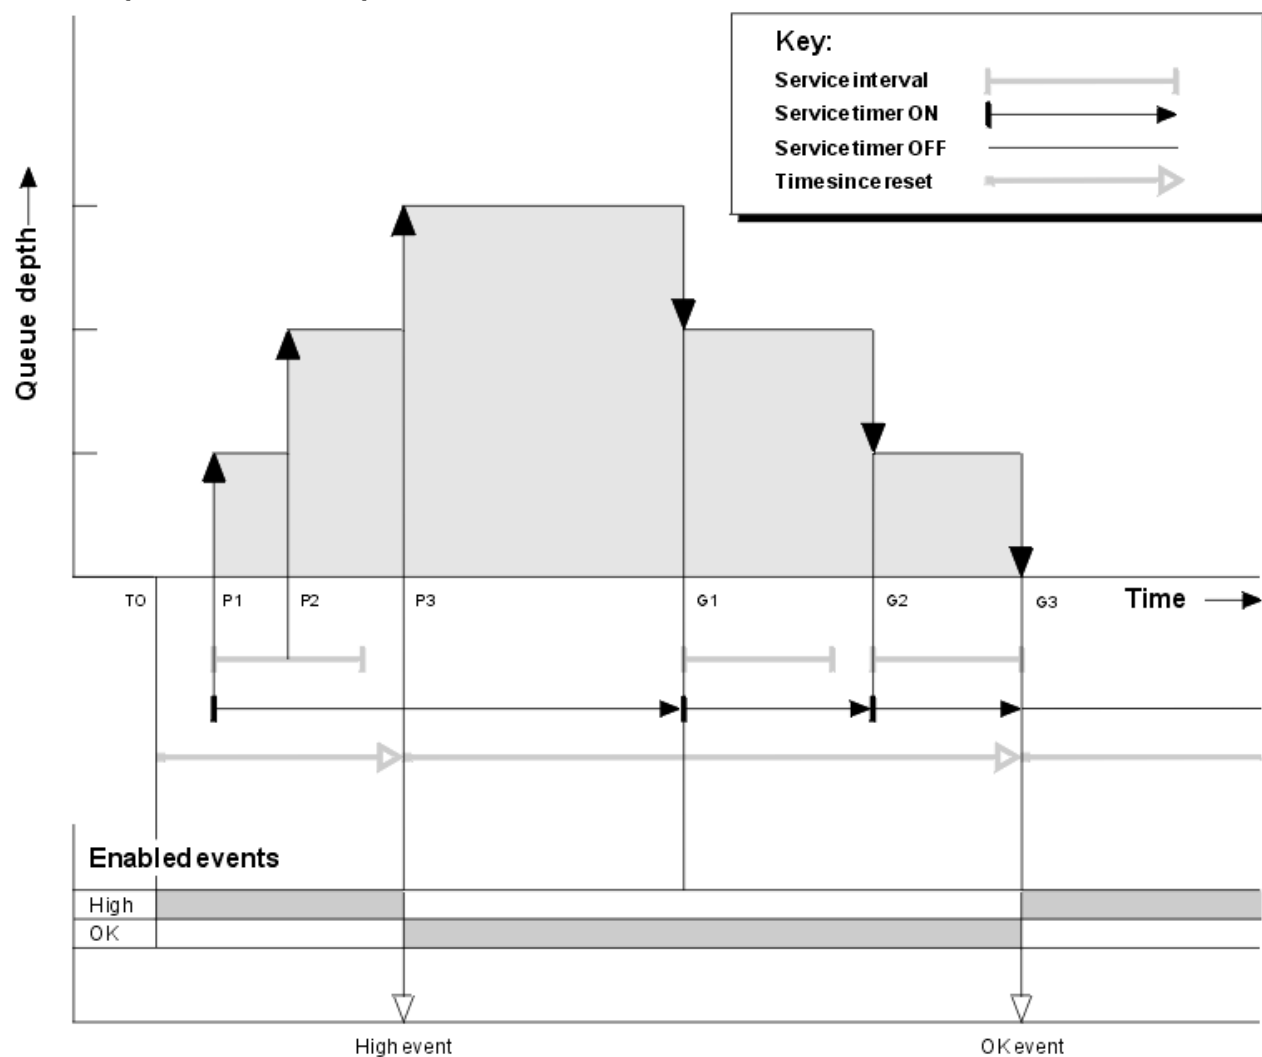 Key:
Service interval
Service timer ON
Service timer OFF
Time since reset
Queue depth
T0 P1 P2 P3 G1 G2 G3 Time
Enabled events
High
OK
High event OK event